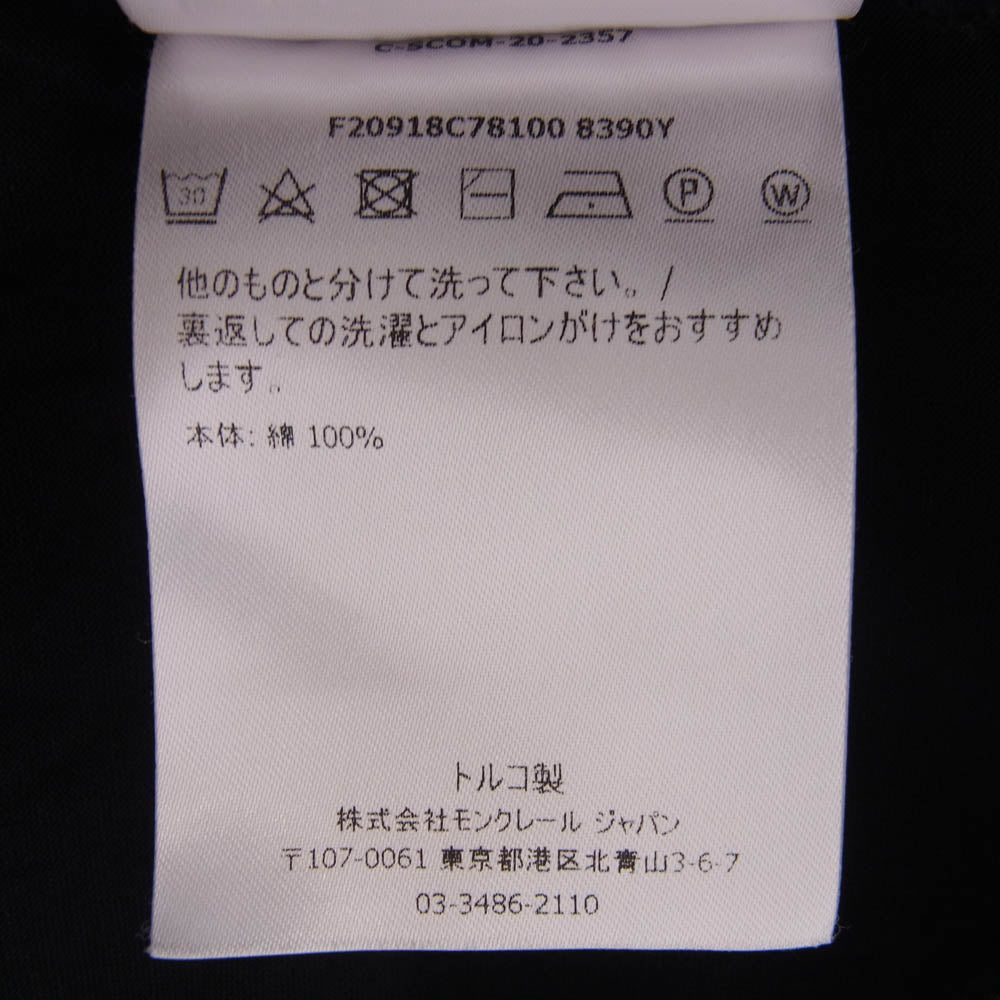 C-SCOM-20-2357
F20918C78100 8390Y
30 P W
他のものと分けて洗って下さい。/
裏返しての洗濯とアイロンがけをおすすめ
します。
本体: 綿 100%
トルコ製
株式会社モンクレール ジャパン
〒107-0061 東京都港区北青山3-6-7
03-3486-2110